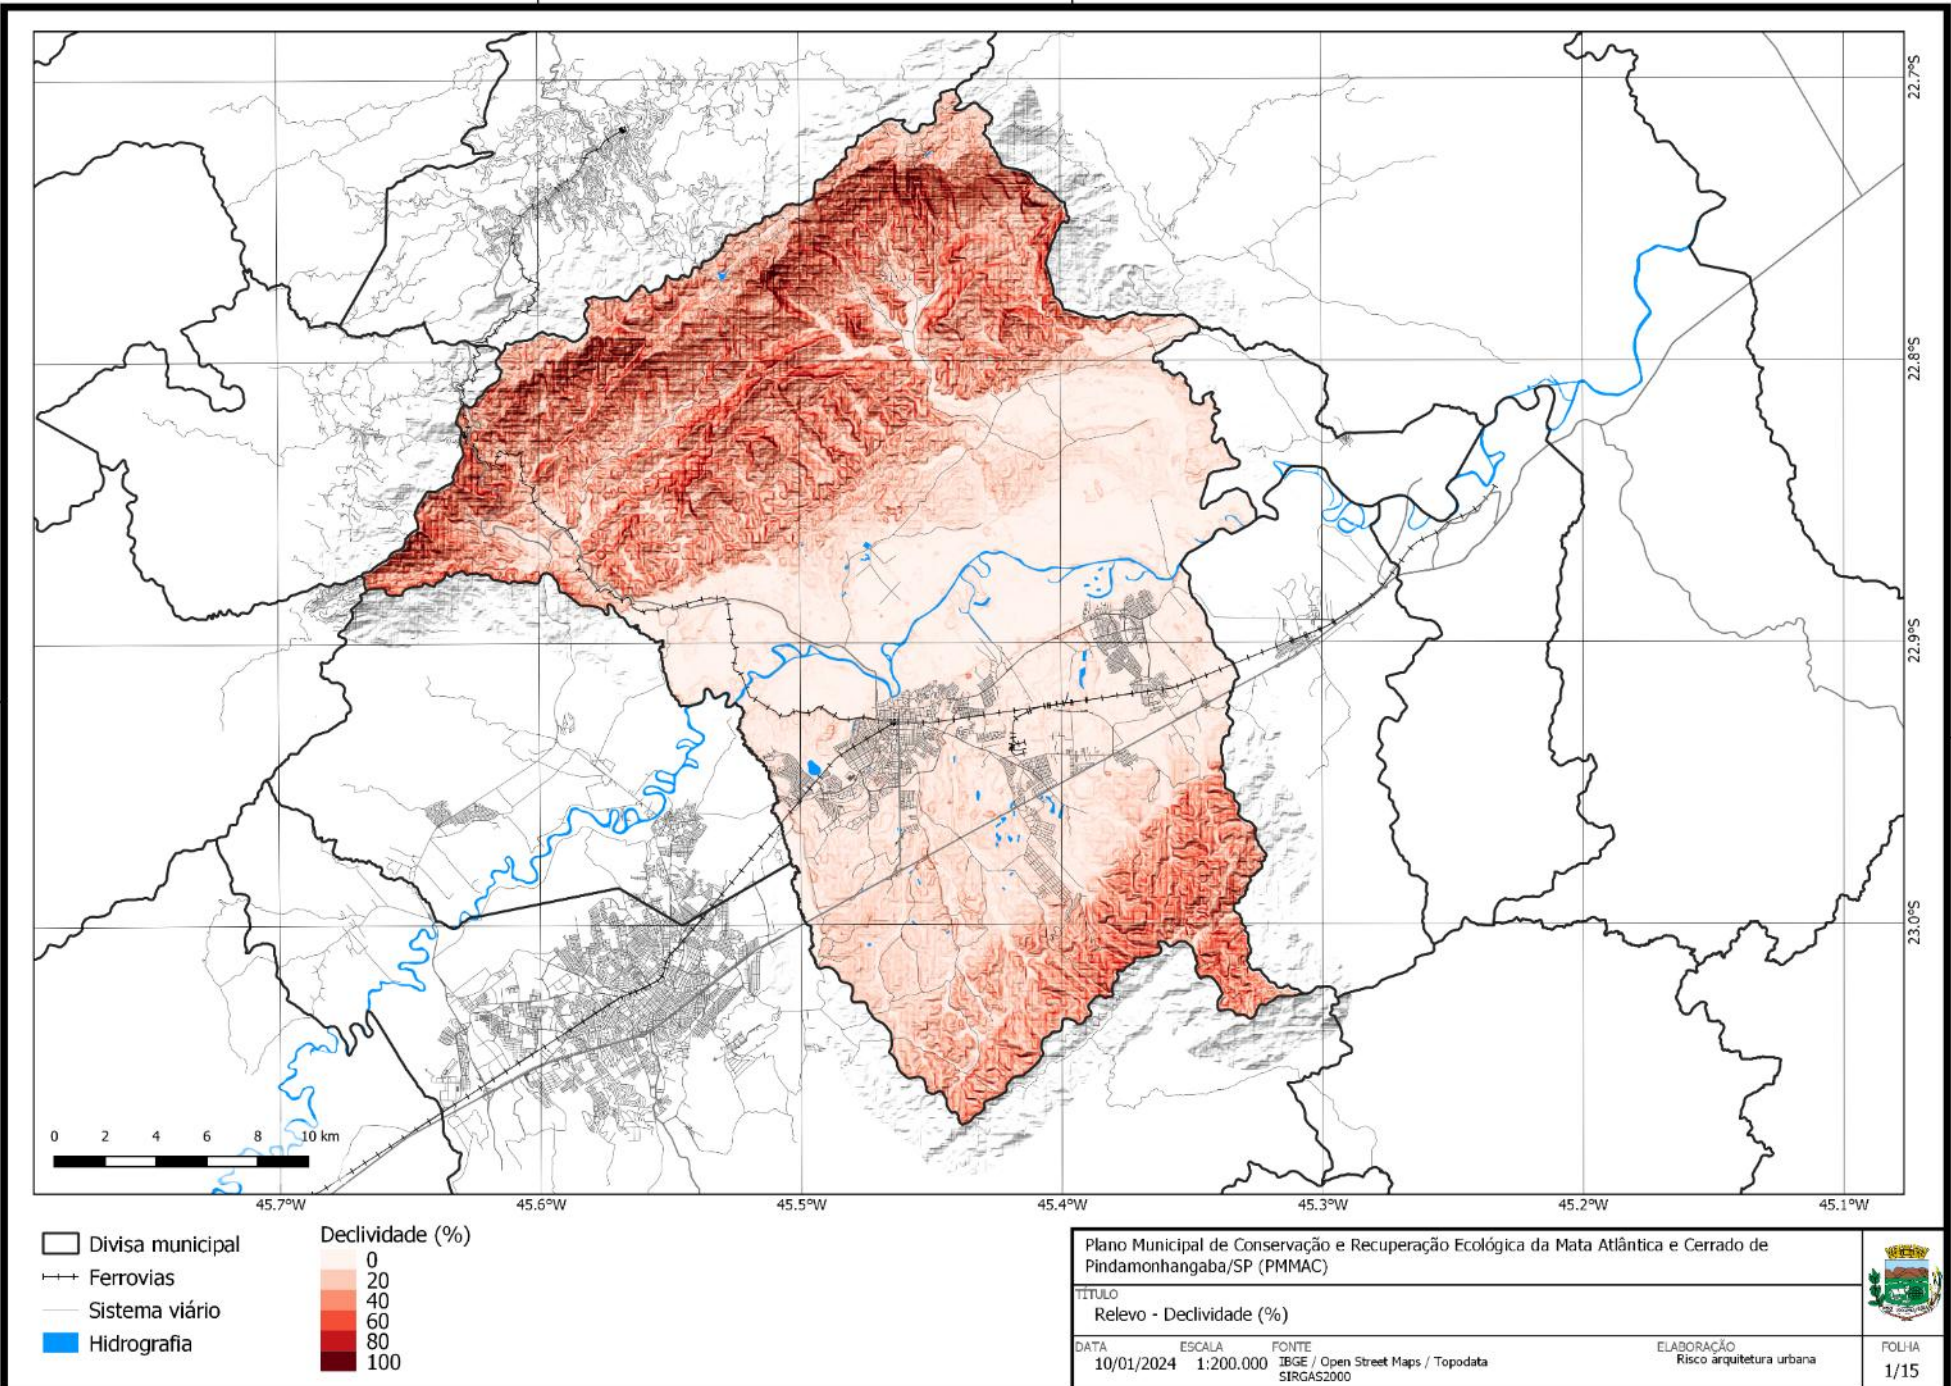 22.7°S
22.8°S
22.9°S
23.0°S
0 2 4 6 8 10 km
45.7°W 45.6°W 45.5°W 45.4°W 45.3°W 45.2°W 45.1°W
Divisa municipal
Ferrovias
Sistema viário
Hidrografia
Declividade (%)
0
20
40
60
80
100
Plano Municipal de Conservação e Recuperação Ecológica da Mata Atlântica e Cerrado de
Pindamonhangaba/SP (PMMAC)
TÍTULO
Relevo - Declividade (%)
DATA ESCALA FONTE ELABORAÇÃO FOLHA
10/01/2024 1:200.000 IBGE / Open Street Maps / Topodata Risco arquitetura urbana 1/15
SIRGAS2000